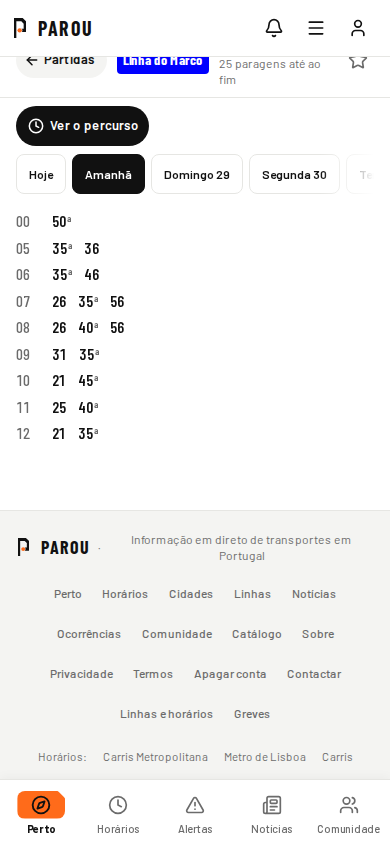 PAROU
Partidas
Linha do Marco
25 paragens até ao
fim
Ver o percurso
Hoje
Amanhã
Domingo 29
Segunda 30
00 50ª
05 35ª 36
06 35ª 46
07 26 35ª 56
08 26 40ª 56
09 31 35ª
10 21 45ª
11 25 40ª
12 21 35ª
PAROU · Informação em direto de transportes em
Portugal
Perto Horários Cidades Linhas Notícias
Ocorrências Comunidade Catálogo Sobre
Privacidade Termos Apagar conta Contactar
Linhas e horários Greves
Horários: Carris Metropolitana Metro de Lisboa Carris
Perto Horários Alertas Notícias Comunidade